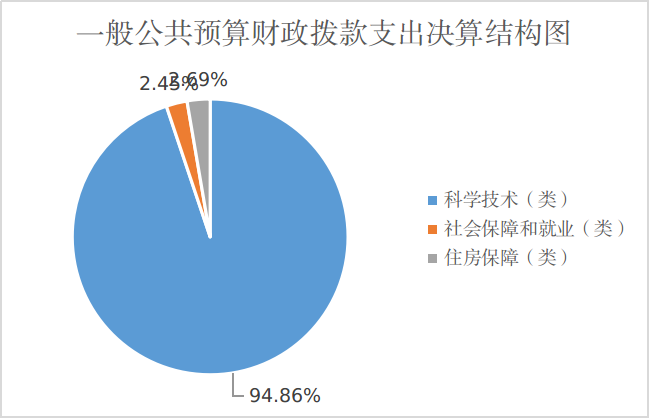 一般公共预算财政拨款支出决算结构图
2.45%
2.69%
科学技术（类）
社会保障和就业（类）
住房保障（类）
94.86%